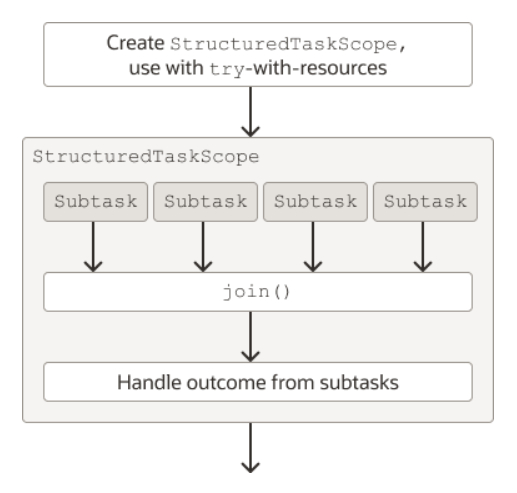 Create StructuredTaskScope,
use with try-with-resources
StructuredTaskScope
Subtask Subtask Subtask Subtask
join()
Handle outcome from subtasks